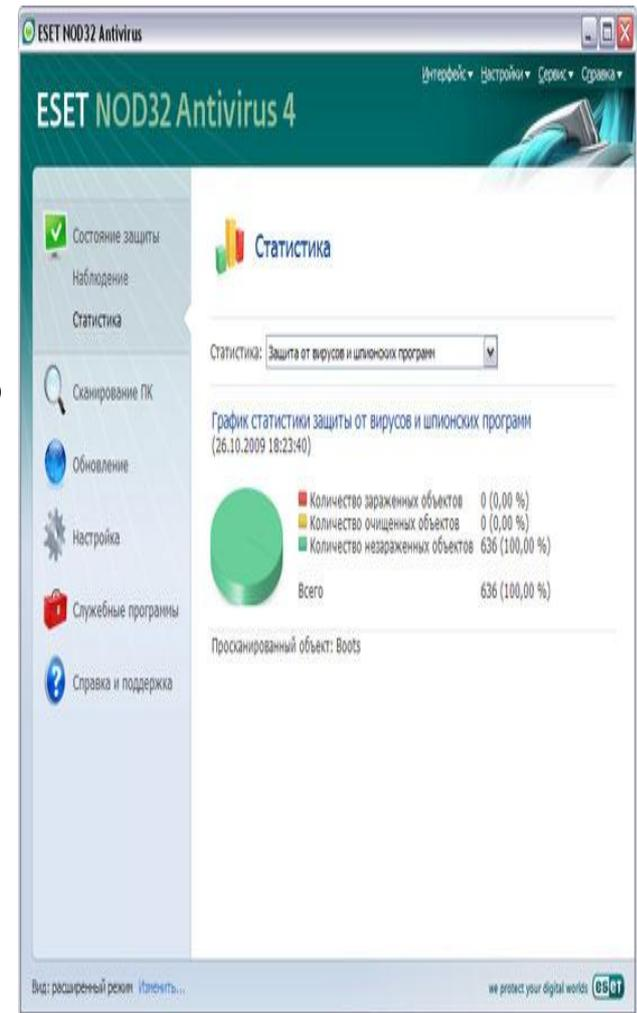 ESET NOD32 Antivirus
Интерфейс Настройки Сервис Справка
ESET NOD32 Antivirus 4
Состояние защиты
Наблюдение
Статистика
Сканирование ПК
Обновление
Настройка
Служебные программы
Справка и поддержка
Статистика
Статистика: Защита от вирусов и шпионских программ
График статистики защиты от вирусов и шпионских программ
(26.10.2009 18:23:40)
Количество зараженных объектов 0 (0,00 %)
Количество очищенных объектов 0 (0,00 %)
Количество незараженных объектов 636 (100,00 %)
Всего 636 (100,00 %)
Просканированный объект: Boots
Вид: расширенный режим Изменить...
we protect your digital worlds eset